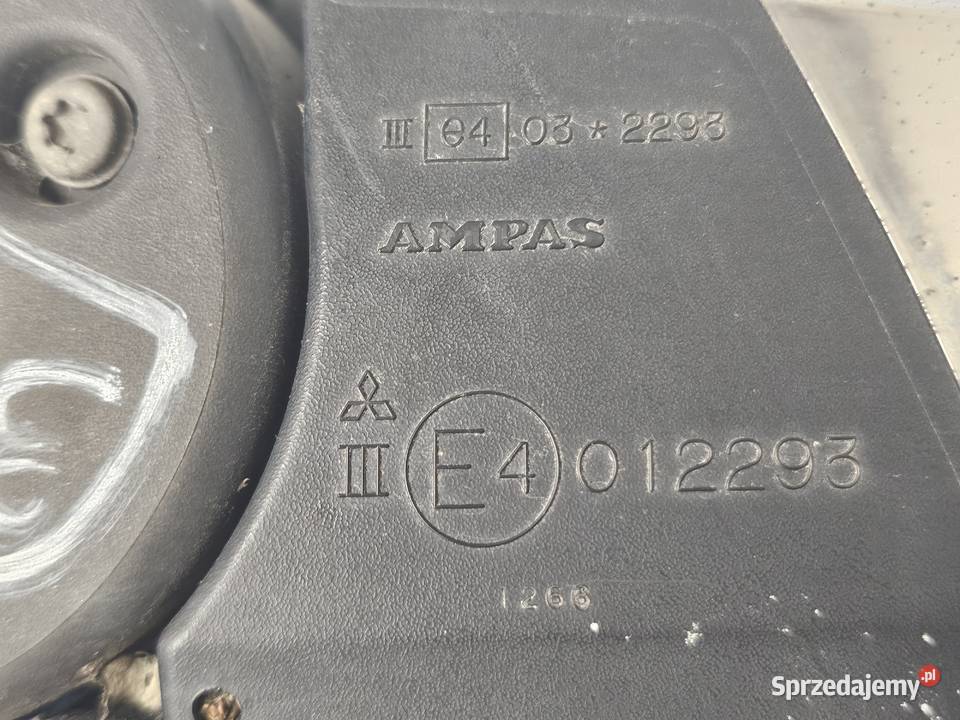 III e4 03 * 2293
AMPAS
III E4 012293
1266
Sprzedajemy.pl